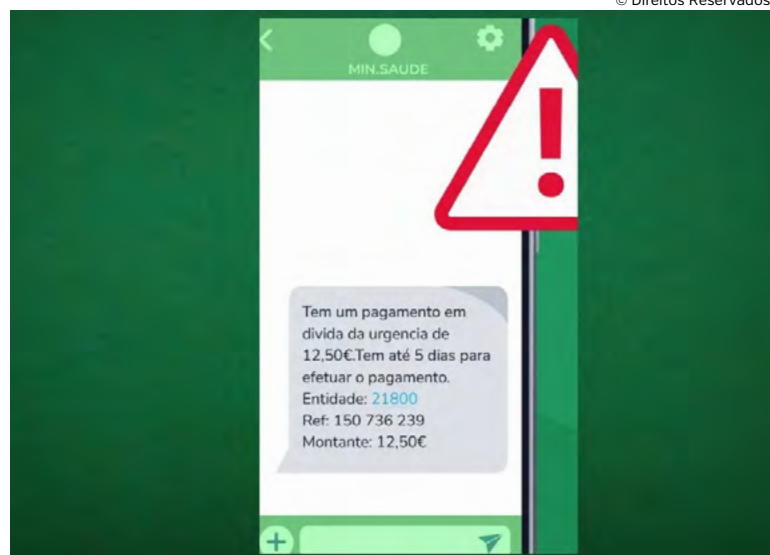 © Direitos Reservados
MIN.SAUDE
!
Tem um pagamento em
divida da urgencia de
12,50€.Tem até 5 dias para
efetuar o pagamento.
Entidade: 21800
Ref: 150 736 239
Montante: 12,50€